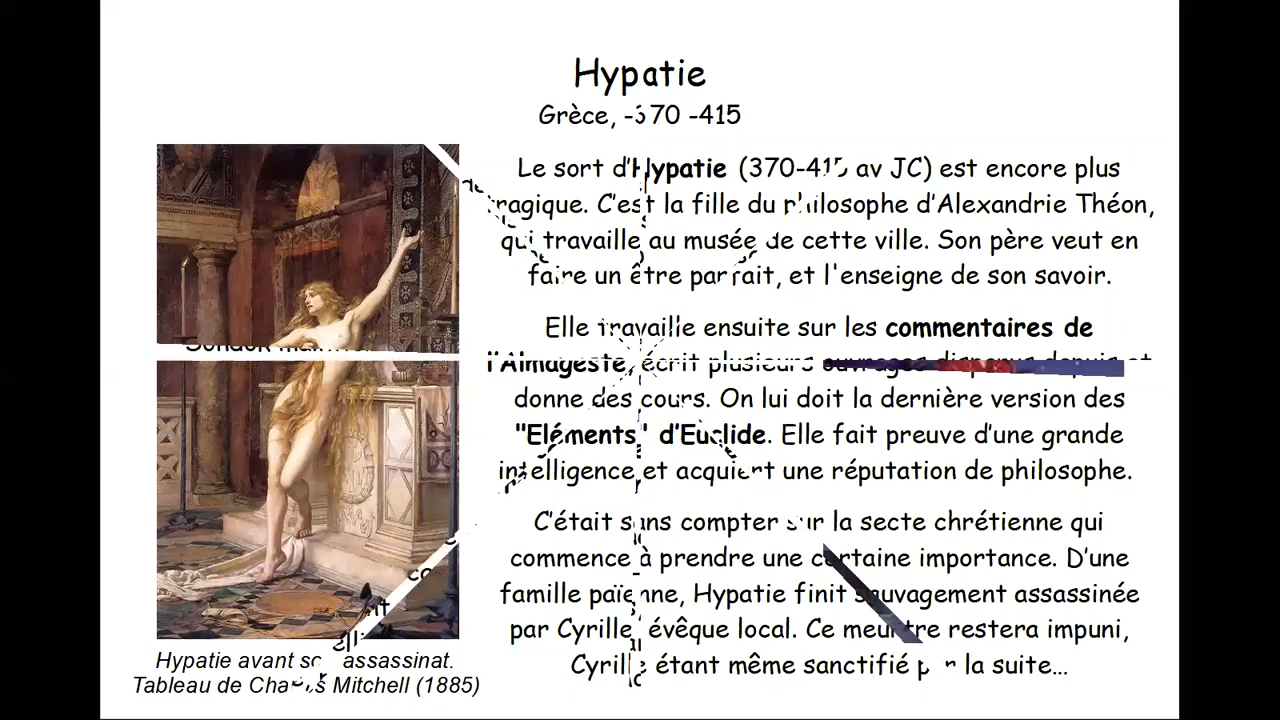 Hypatie
Grèce, -370 -415
Le sort d'Hypatie (370-415 av JC) est encore plus
tragique. C'est la fille du philosophe d'Alexandrie Théon,
qui travaille au musée de cette ville. Son père veut en
faire un être parfait, et l'enseigne de son savoir.
Elle travaille ensuite sur les commentaires de
l'Almageste, écrit plusieurs ouvrages disparus depuis et
donne des cours. On lui doit la dernière version des
"Eléments" d'Euclide. Elle fait preuve d'une grande
intelligence et acquiert une réputation de philosophe.
C'était sans compter sur la secte chrétienne qui
commence à prendre une certaine importance. D'une
famille païenne, Hypatie finit sauvagement assassinée
par Cyrille, évêque local. Ce meurtre restera impuni,
Cyrille étant même sanctifié par la suite...
Hypatie avant son assassinat.
Tableau de Charles Mitchell (1885)